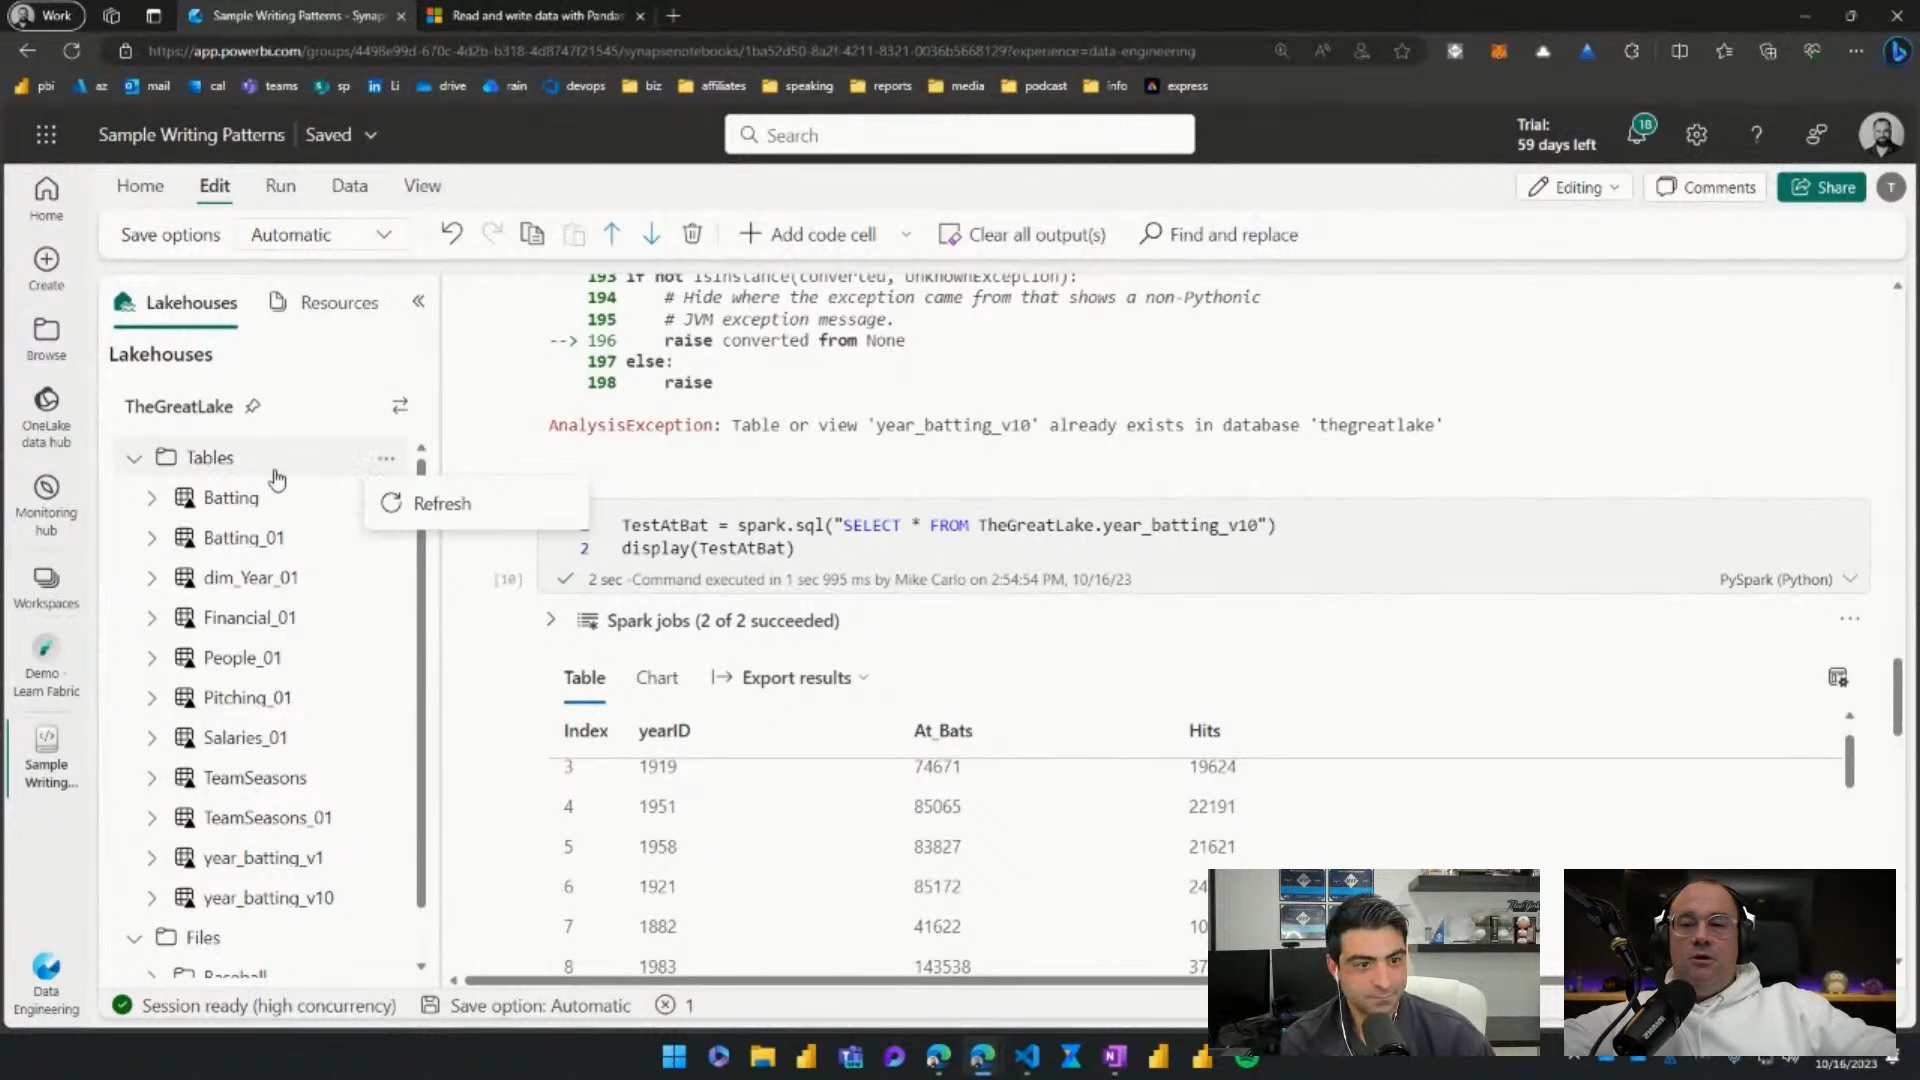 Work
Sample Writing Patterns - Synap
Read and write data with Pandas
https://app.powerbi.com/groups/4498e99d-670c-4d2b-b318-4d8747f21545/synapsenotebooks/1ba52d50-8a2f-4211-8321-0036b5668129?experience=data-engineering
pbi az mail cal teams sp Li drive rain devops biz affiliates speaking reports media podcast info express
Sample Writing Patterns Saved
Search
Trial:
59 days left
18
Home Edit Run Data View
Editing Comments Share T
Save options Automatic Add code cell Clear all output(s) Find and replace
Home
Create
Browse
OneLake
data hub
Monitoring
hub
Workspaces
Demo -
Learn Fabric
Sample
Writing...
Data
Engineering
Lakehouses Resources
Lakehouses
TheGreatLake
Tables
Batting
Batting_01
dim_Year_01
Financial_01
People_01
Pitching_01
Salaries_01
TeamSeasons
TeamSeasons_01
year_batting_v1
year_batting_v10
Files
Baseball
Refresh
193 if not isinstance(converted, UnknownException):
194 # Hide where the exception came from that shows a non-Pythonic
195 # JVM exception message.
--> 196 raise converted from None
197 else:
198 raise
AnalysisException: Table or view 'year_batting_v10' already exists in database 'thegreatlake'
TestAtBat = spark.sql("SELECT * FROM TheGreatLake.year_batting_v10")
2 display(TestAtBat)
[10] 2 sec -Command executed in 1 sec 995 ms by Mike Carlo on 2:54:54 PM, 10/16/23 PySpark (Python)
Spark jobs (2 of 2 succeeded)
Table Chart Export results
Index yearID At_Bats Hits
3 1919 74671 19624
4 1951 85065 22191
5 1958 83827 21621
6 1921 85172 24
7 1882 41622 10
8 1983 143538 37
Session ready (high concurrency) Save option: Automatic 1
10/16/2023